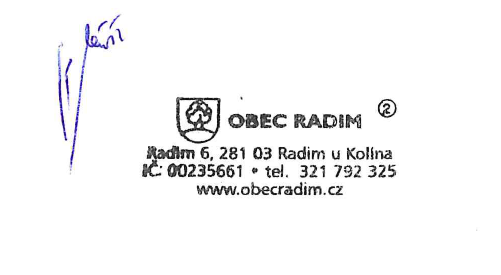 OBEC RADIM ②
Radim 6, 281 03 Radim u Kolína
IČ: 00235661 • tel. 321 792 325
www.obecradim.cz